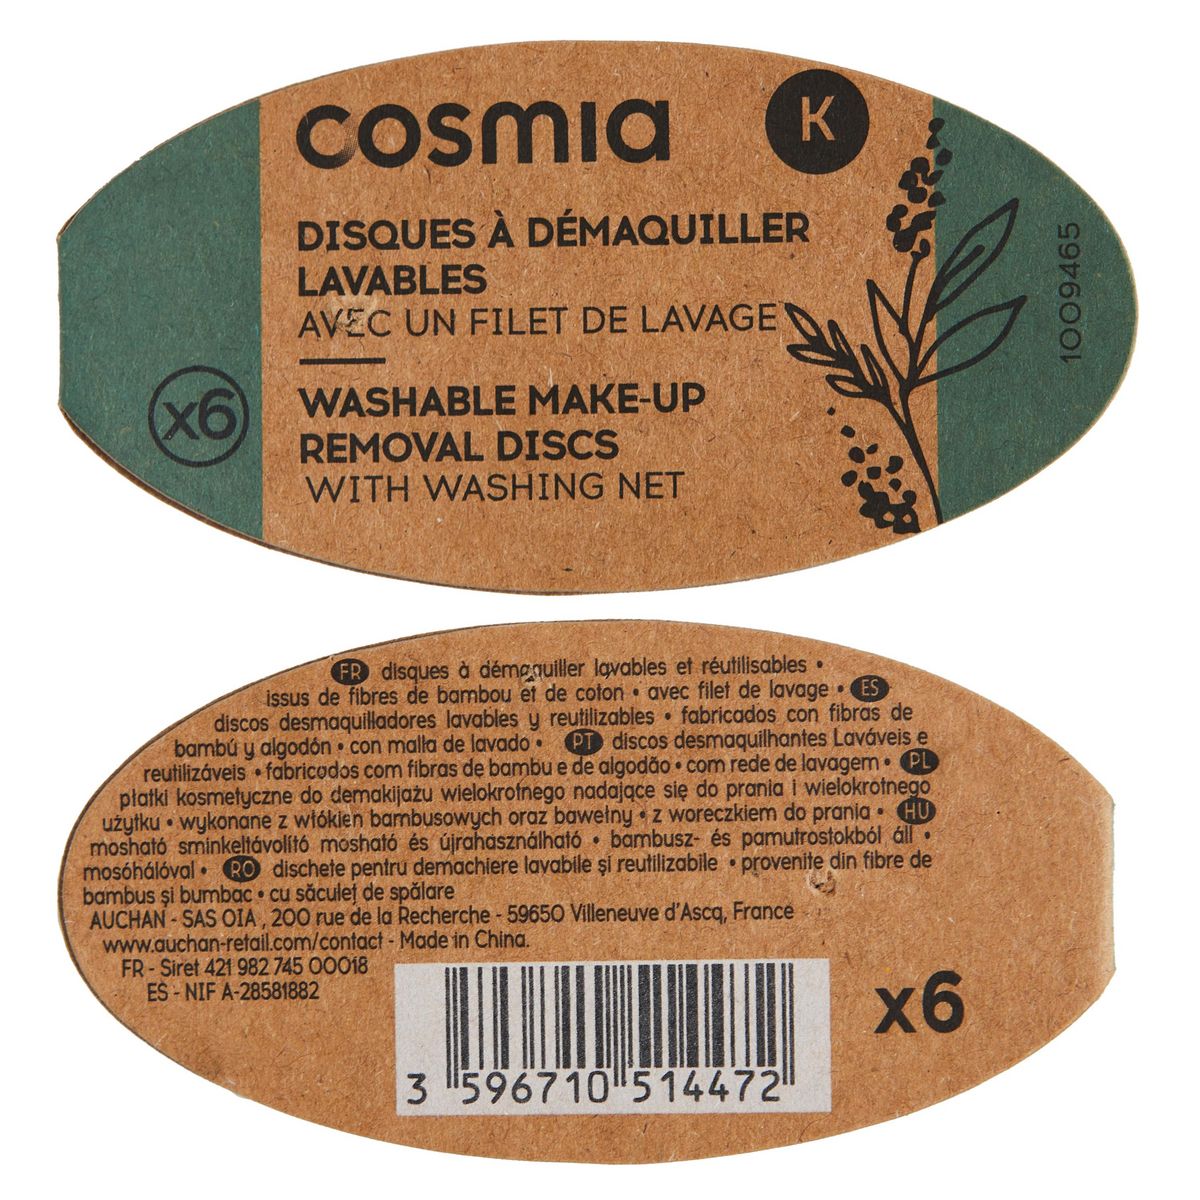 cosmia
K
DISQUES À DÉMAQUILLER
LAVABLES
AVEC UN FILET DE LAVAGE
WASHABLE MAKE-UP
REMOVAL DISCS
WITH WASHING NET
x6
1009465
FR disques à démaquiller lavables et réutilisables •
issus de fibres de bambou et de coton • avec filet de lavage • ES
discos desmaquilladores lavables y reutilizables • fabricados con fibras de
bambú y algodón • con malla de lavado • PT discos desmaquilhantes Laváveis e
reutilizáveis • fabricados com fibras de bambu e de algodão • com rede de lavagem • PL
płatki kosmetyczne do demakijażu wielokrotnego nadające się do prania i wielokrotnego
użytku • wykonane z włókien bambusowych oraz bawełny • z woreczkiem do prania • HU
mosható sminkeltávolító mosható és újrahasználható • bambusz- és pamutrostokból áll •
mosóhálóval • RO dischete pentru demachiere lavabile și reutilizabile • provenite din fibre de
bambus și bumbac • cu săculeț de spălare
AUCHAN - SAS OIA , 200 rue de la Recherche - 59650 Villeneuve d'Ascq, France
www.auchan-retail.com/contact - Made in China.
FR - Siret 421 982 745 00018
ES - NIF A-28581882
3 596710 514472
x6